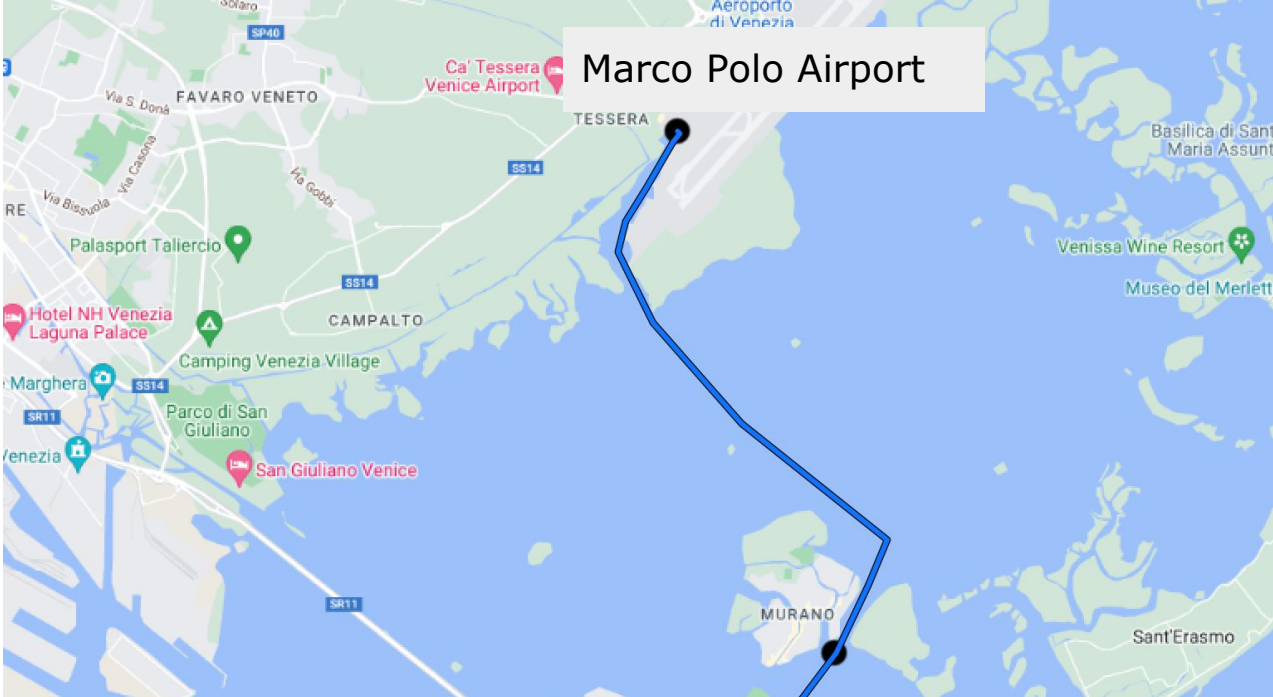 Solaro
Aeroporto
di Venezia
SP40
Marco Polo Airport
Ca' Tessera
Venice Airport
Via S. Donà
FAVARO VENETO
TESSERA
Basilica di Sant
Maria Assunt
Via Casona
SS14
Via Gobbi
Via Bissuola
RE
Palasport Taliercio
Venissa Wine Resort
SS14
Museo del Merlett
Hotel NH Venezia
Laguna Palace
CAMPALTO
Camping Venezia Village
Marghera
SS14
Parco di San
Giuliano
SR11
Venezia
San Giuliano Venice
SR11
MURANO
Sant'Erasmo